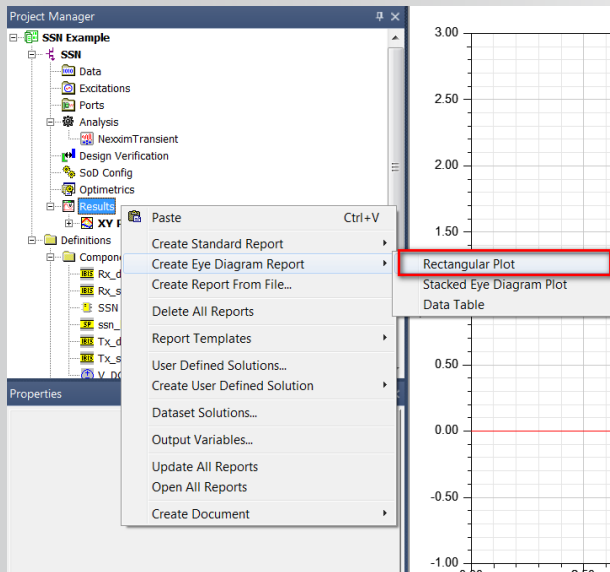 Project Manager
SSN Example
SSN
Data
Excitations
Ports
Analysis
NexximTransient
Design Verification
SoD Config
Optimetrics
Results
XY
Definitions
Compone
Rx_d
Rx_s
SSN
ssn_
Tx_d
Tx_s
V_DC
Properties
Paste Ctrl+V
Create Standard Report
Create Eye Diagram Report
Create Report From File...
Delete All Reports
Report Templates
User Defined Solutions...
Create User Defined Solution
Dataset Solutions...
Output Variables...
Update All Reports
Open All Reports
Create Document
Rectangular Plot
Stacked Eye Diagram Plot
Data Table
3.00
2.50
2.00
1.50
0.50
0.00
-0.50
-1.00